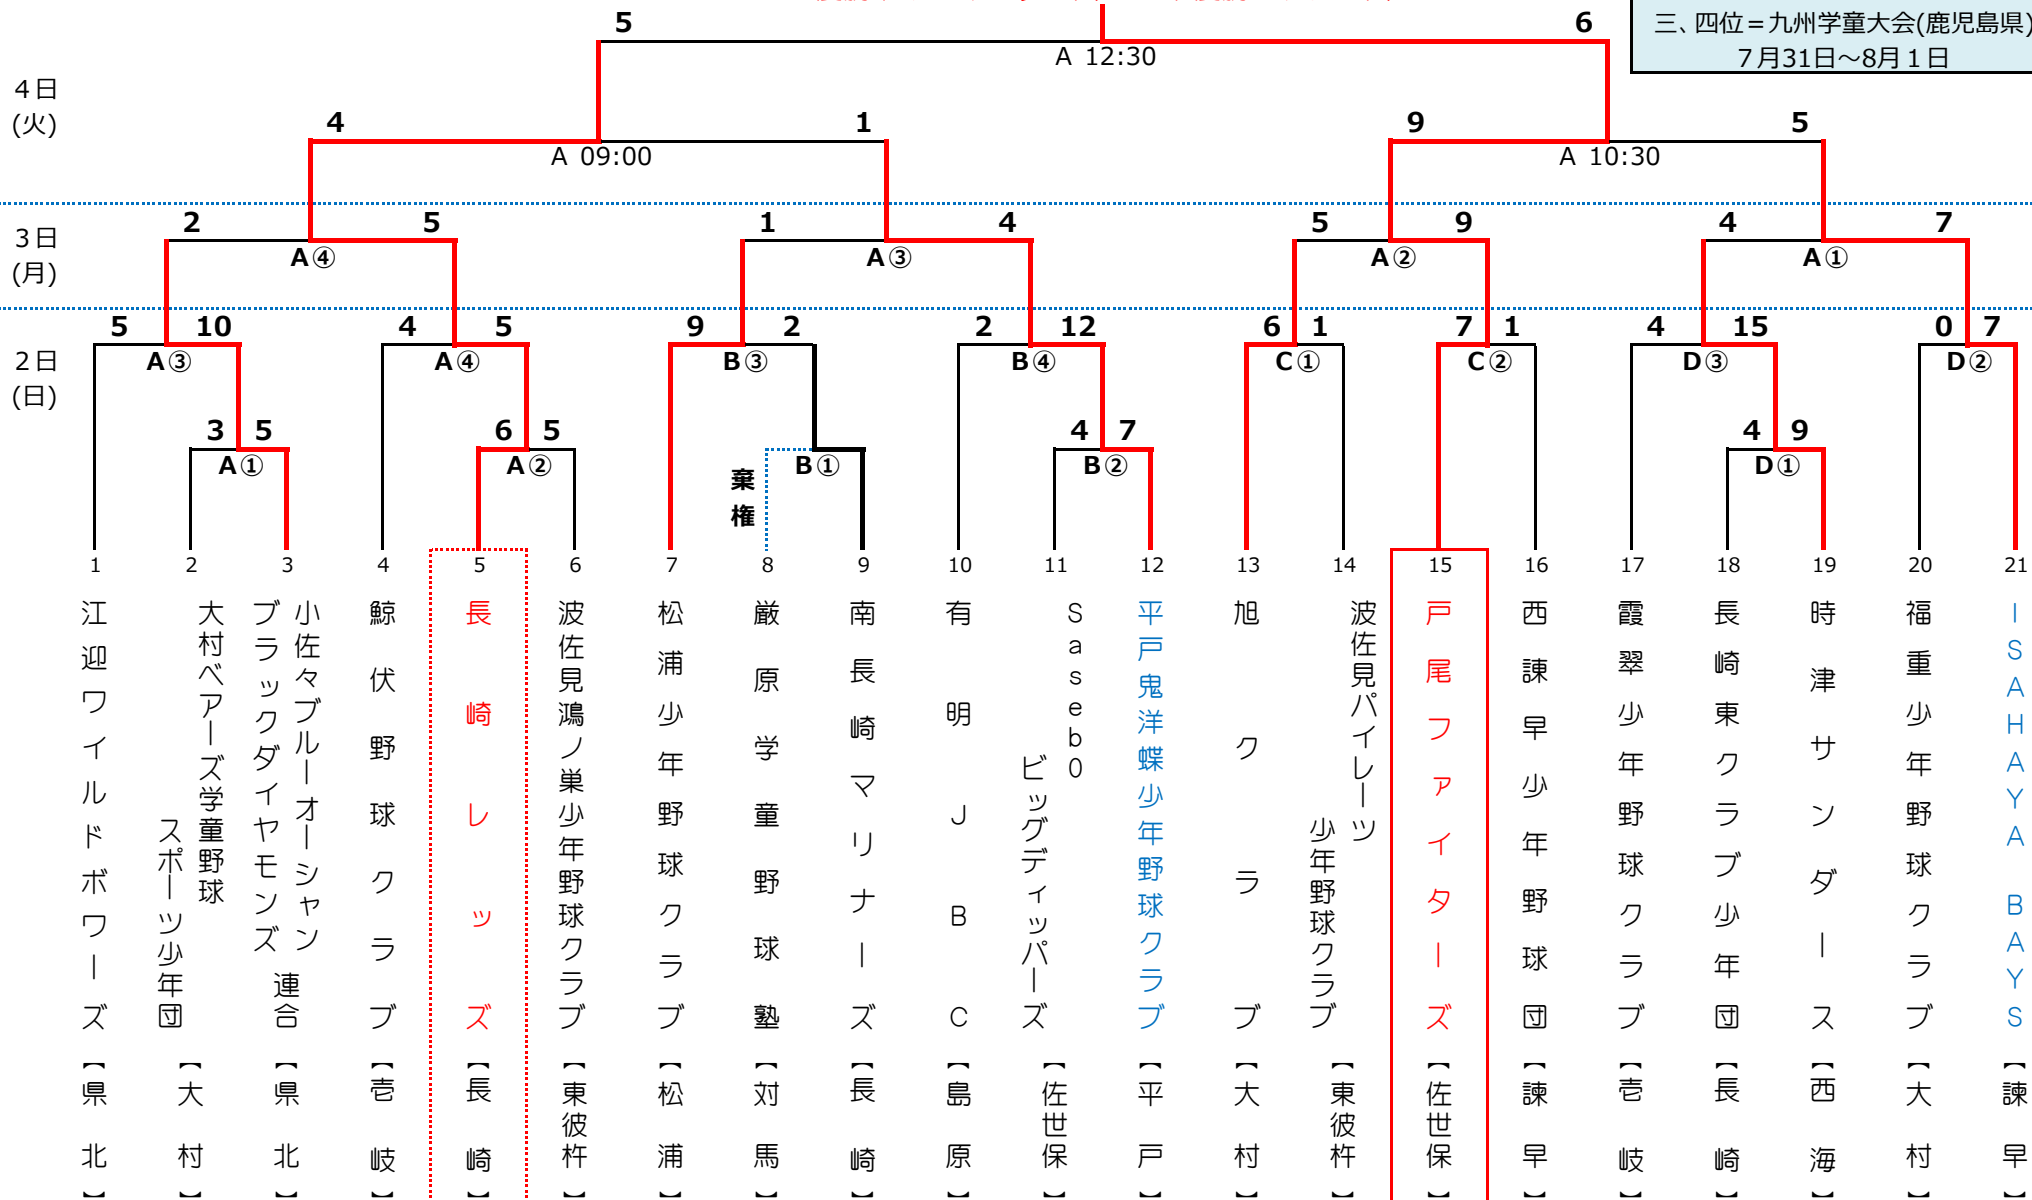 三、四位＝九州学童大会(鹿児島県)
７月31日～8月１日
5 6
A 12:30
４日
(火)
4 1 9 5
A 09:00 A 10:30
３日
(月)
2 5 1 4 5 9 4 7
A④ A③ A② A①
２日
(日)
5 10 4 5 9 2 2 12 6 1 7 1 4 15 0 7
A③ A④ B③ B④ C① C② D③ D②
3 5 6 5 4 7 4 9
A① A② B① B② D①
棄権
1 2 3 4 5 6 7 8 9 10 11 12 13 14 15 16 17 18 19 20 21
江迎ワイルドボワーズ
【県北】
大村ベアーズ学童野球
スポーツ少年団
【大村】
小佐々ブルーオーシャン
ブラックダイヤモンズ
連合
【県北】
鯨伏野球クラブ
【壱岐】
長崎レッズ
【長崎】
波佐見鴻ノ巣少年野球クラブ
【東彼杵】
松浦少年野球クラブ
【松浦】
厳原学童野球塾
【対馬】
南長崎マリナーズ
【長崎】
有明ＪＢＣ
【島原】
Ｓａｓｅｂ０
ビッグディッパーズ
【佐世保】
平戸鬼洋蝶少年野球クラブ
【平戸】
旭クラブ
【大村】
波佐見パイレーツ
少年野球クラブ
【東彼杵】
戸尾ファイターズ
【佐世保】
西諫早少年野球団
【諫早】
霞翠少年野球クラブ
【壱岐】
長崎東クラブ少年団
【長崎】
時津サンダース
【西海】
福重少年野球クラブ
【大村】
ＩＳＡＨＡＹＡ ＢＡＹＳ
【諫早】